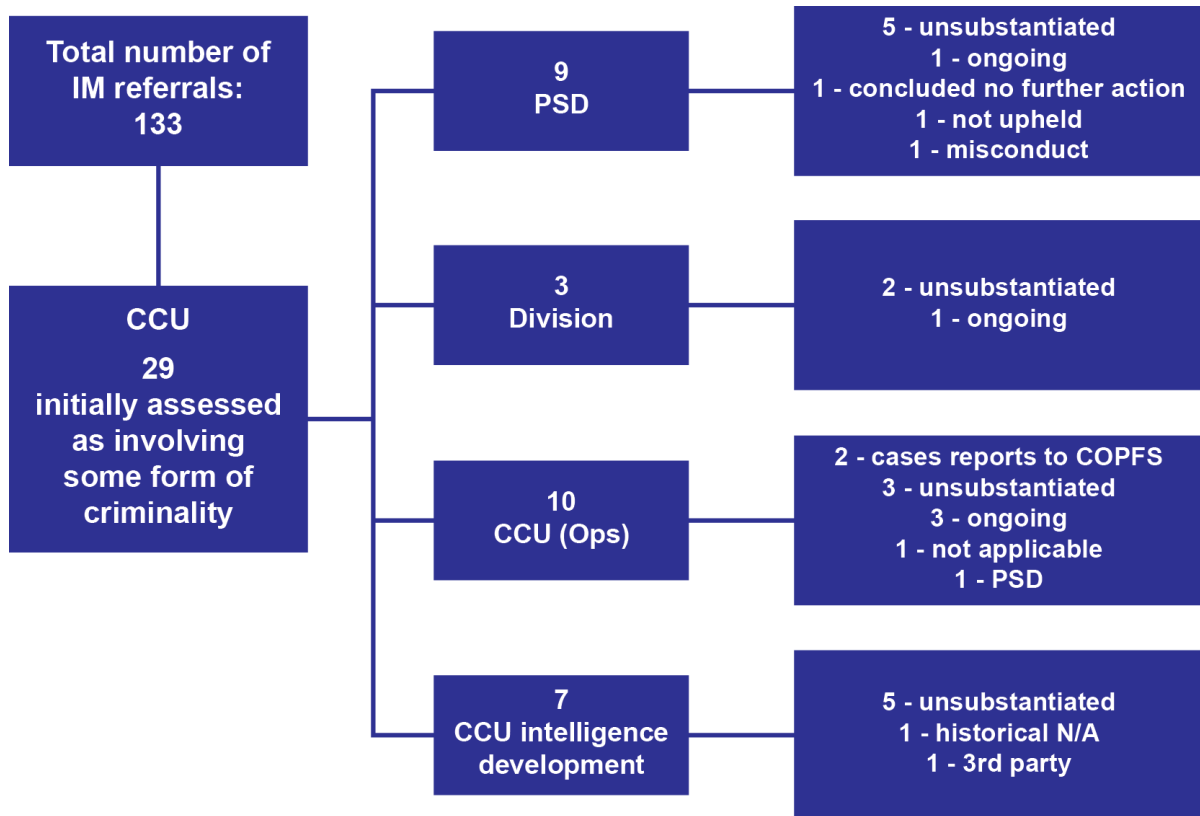 Total number of
IM referrals:
133
CCU
29
initially assessed
as involving
some form of
criminality
9
PSD
5 - unsubstantiated
1 - ongoing
1 - concluded no further action
1 - not upheld
1 - misconduct
3
Division
2 - unsubstantiated
1 - ongoing
10
CCU (Ops)
2 - cases reports to COPFS
3 - unsubstantiated
3 - ongoing
1 - not applicable
1 - PSD
7
CCU intelligence
development
5 - unsubstantiated
1 - historical N/A
1 - 3rd party